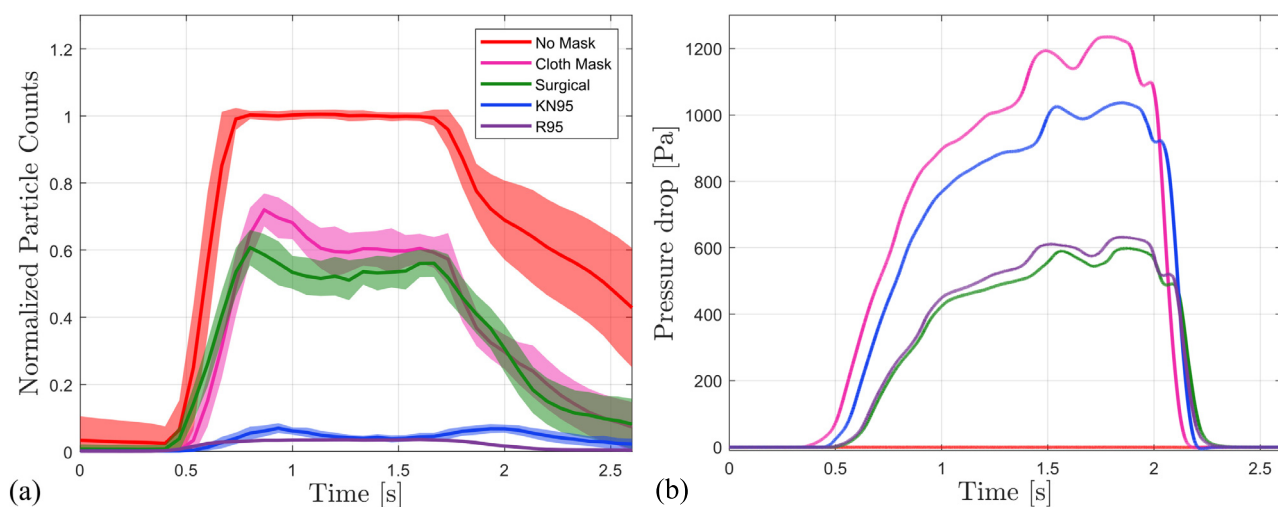 1.2
1
0.8
0.6
0.4
0.2
0
Normalized Particle Counts
No Mask
Cloth Mask
Surgical
KN95
R95
0 0.5 1 1.5 2 2.5
Time [s]
(a)
1200
1000
800
600
400
200
0
Pressure drop [Pa]
0 0.5 1 1.5 2 2.5
Time [s]
(b)